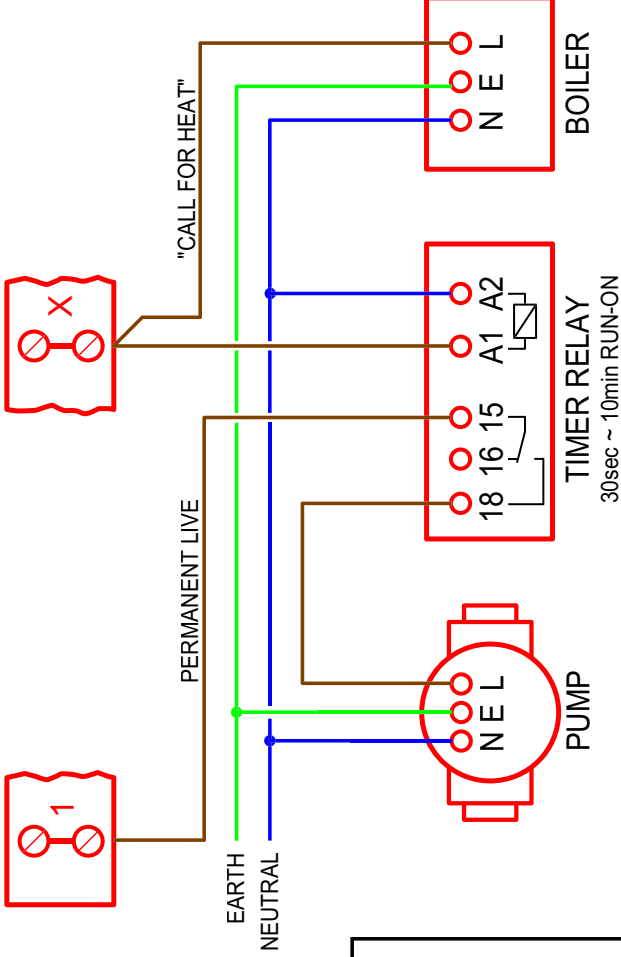 1
X
"CALL FOR HEAT"
PERMANENT LIVE
EARTH
NEUTRAL
N E L
PUMP
18 16 15 A1 A2
TIMER RELAY
30sec ~ 10min RUN-ON
N E L
BOILER